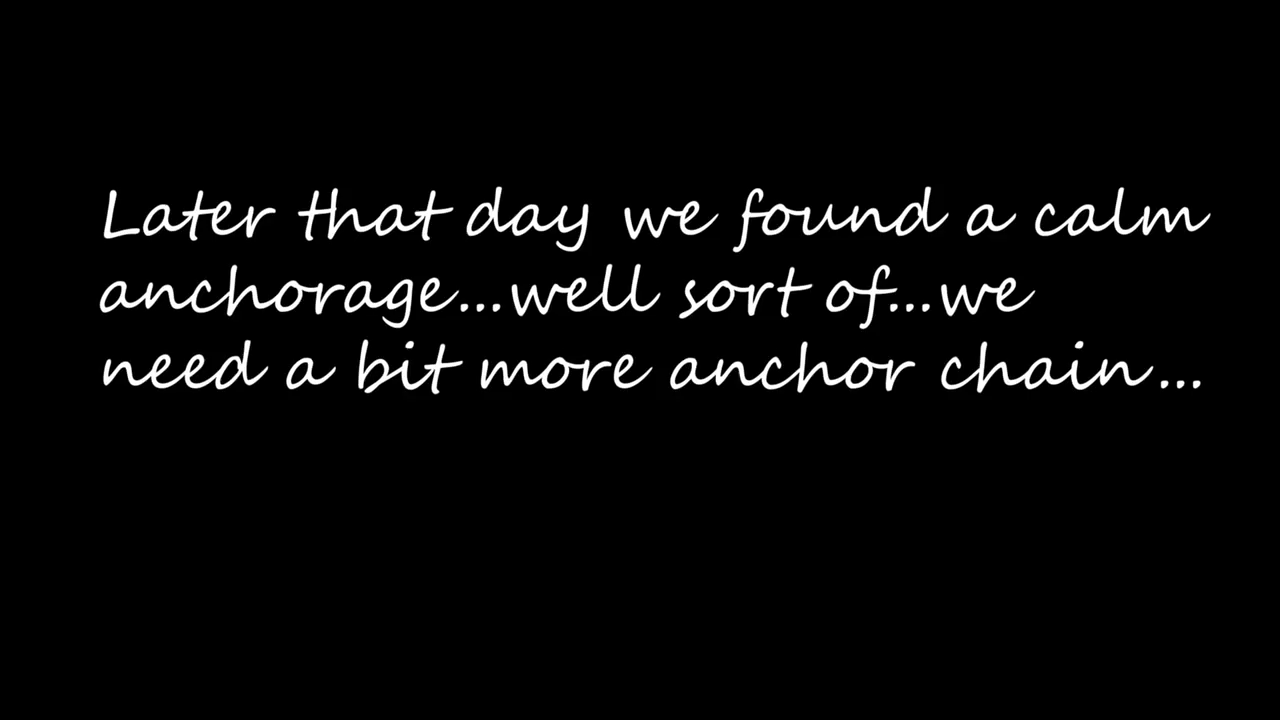 Later that day we found a calm
anchorage...well sort of...we
need a bit more anchor chain...